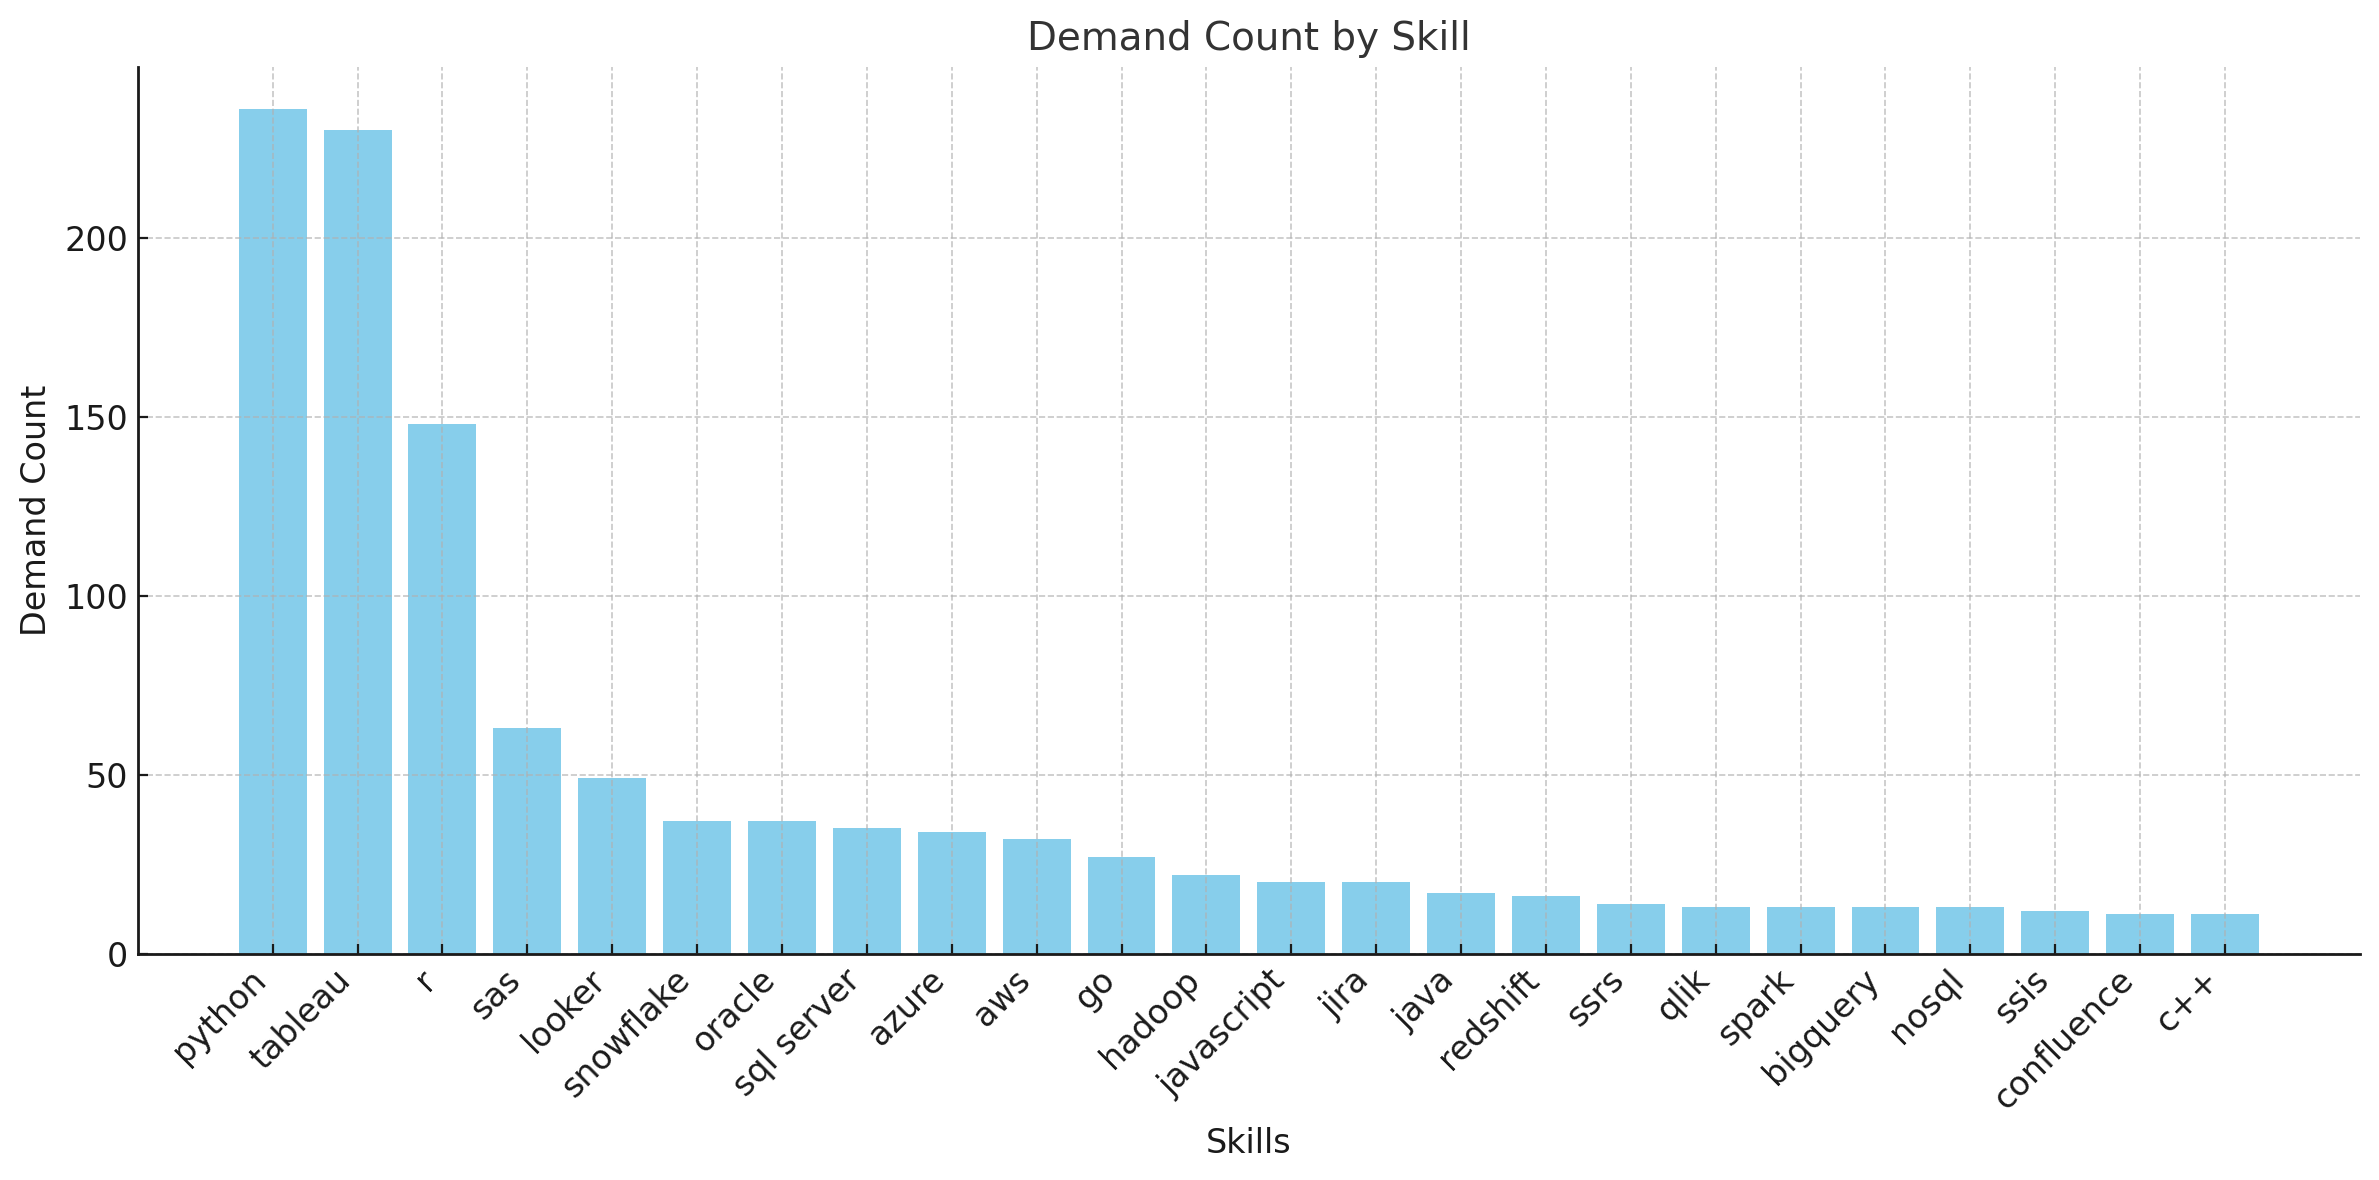 Demand Count by Skill
Demand Count
200
150
100
50
0
python
tableau
r
sas
looker
snowflake
oracle
sql server
azure
aws
go
hadoop
javascript
jira
java
redshift
ssrs
qlik
spark
bigquery
nosql
ssis
confluence
c++
Skills